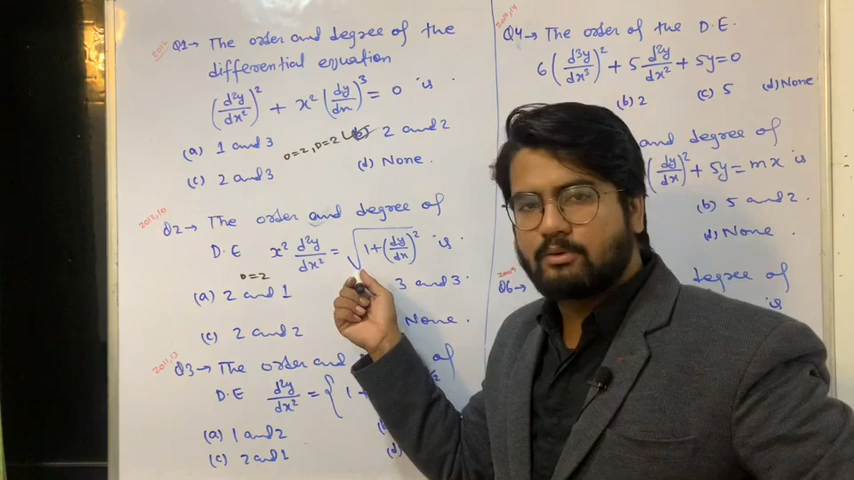 2012 Q1→ The order and degree of the
differential equation
(d²y/dx²)² + x² (dy/dx)³ = 0 is
(a) 1 and 3
O=2, D=2 (b) 2 and 2
(c) 2 and 3 (d) None.
2012,10 Q2→ The order and degree of
D.E x² d²y/dx² = √(1+(dy/dx)²) is.
O=2
(a) 2 and 1 3 and 3.
(c) 2 and 2 None.
2011,13 Q3→ The order and of
D.E d²y/dx² = { 1
(a) 1 and 2
(c) 2 and 1 (d)
2010,14 Q4→ The order of the D.E.
6 (d³y/dx³)² + 5 d²y/dx² + 5y = 0
(b) 2 (c) 5 (d) None
and degree of
(dy/dx)² + 5y = mx is
(b) 5 and 2.
(d) None.
2009 Q6→ degree of
is